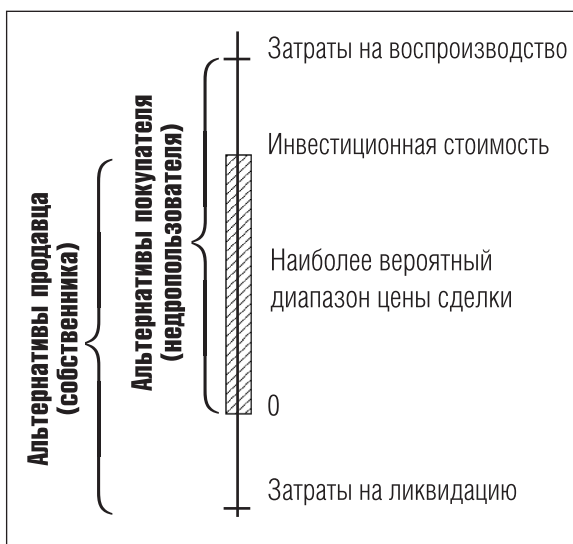 Затраты на воспроизводство
Инвестиционная стоимость
Наиболее вероятный
диапазон цены сделки
0
Затраты на ликвидацию
Альтернативы покупателя
(недропользователя)
Альтернативы продавца
(собственника)